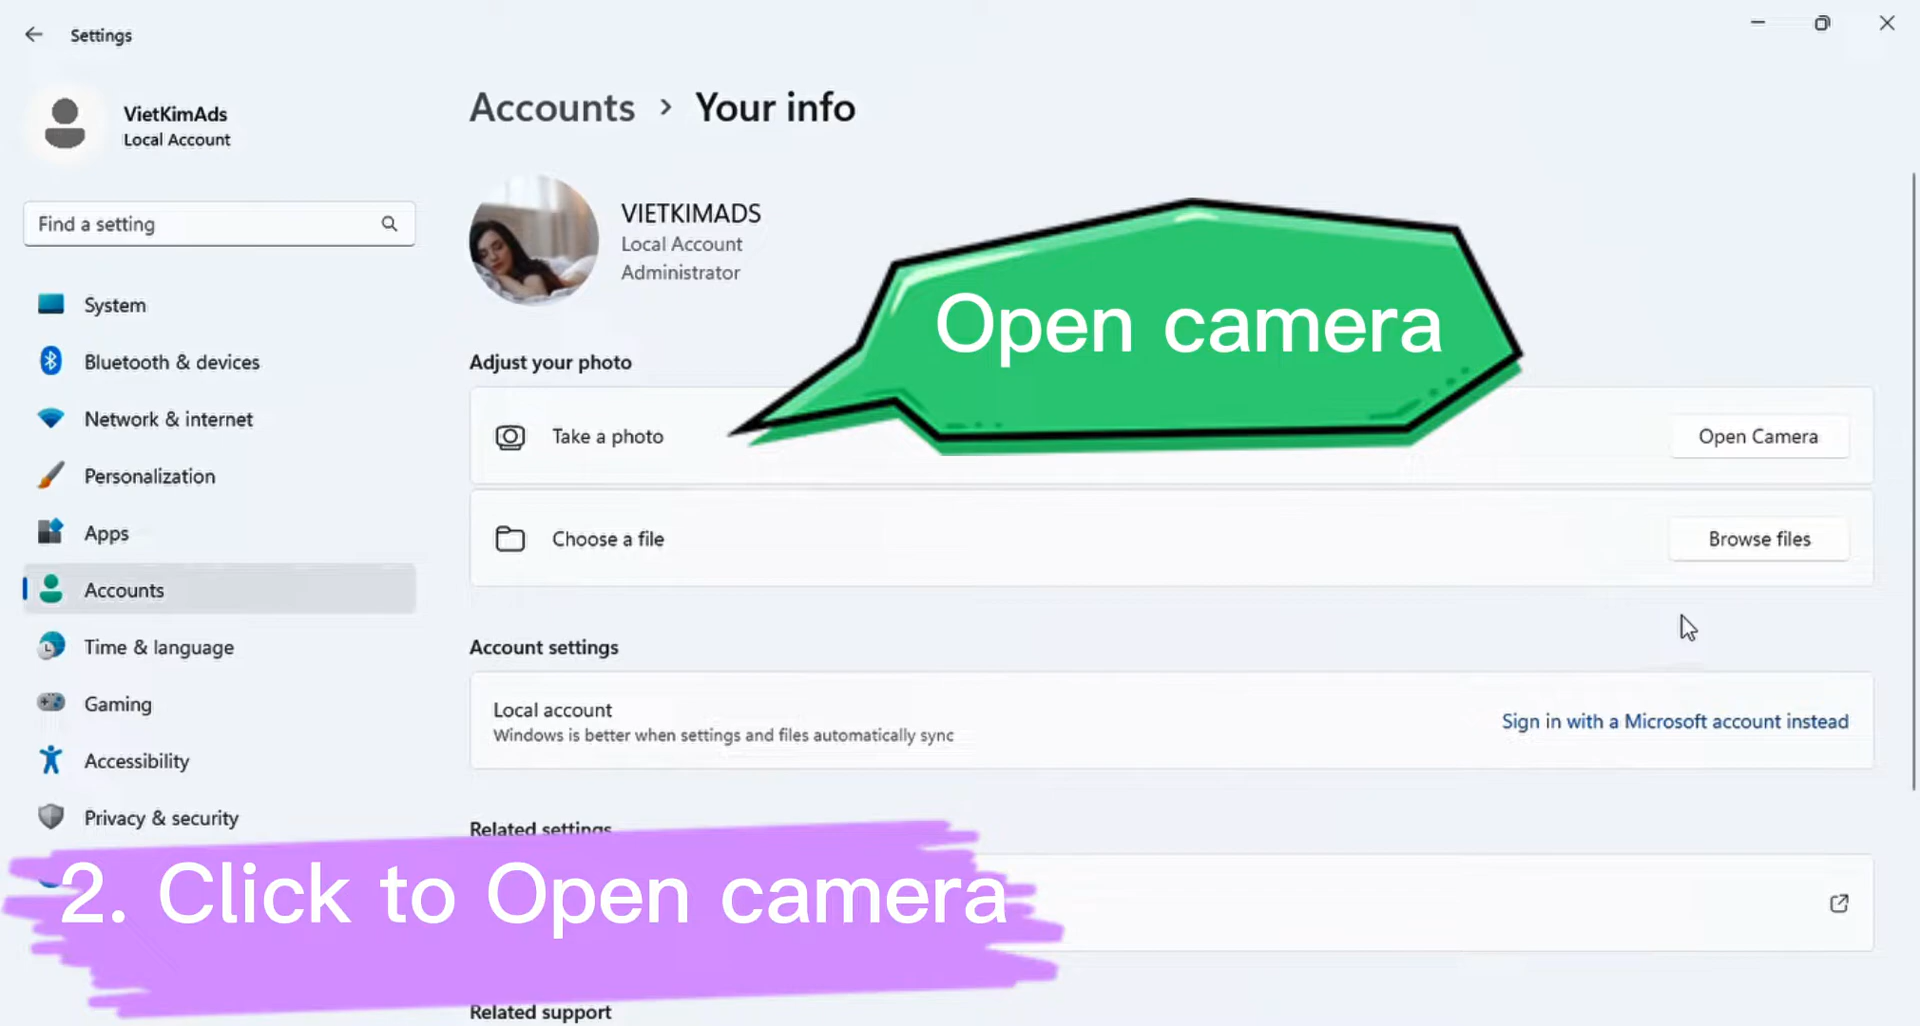 Settings
VietKimAds
Local Account
Find a setting
System
Bluetooth & devices
Network & internet
Personalization
Apps
Accounts
Time & language
Gaming
Accessibility
Privacy & security
Accounts > Your info
VIETKIMADS
Local Account
Administrator
Open camera
Adjust your photo
Take a photo
Open Camera
Choose a file
Browse files
Account settings
Local account
Windows is better when settings and files automatically sync
Sign in with a Microsoft account instead
Related settings
2. Click to Open camera
Related support